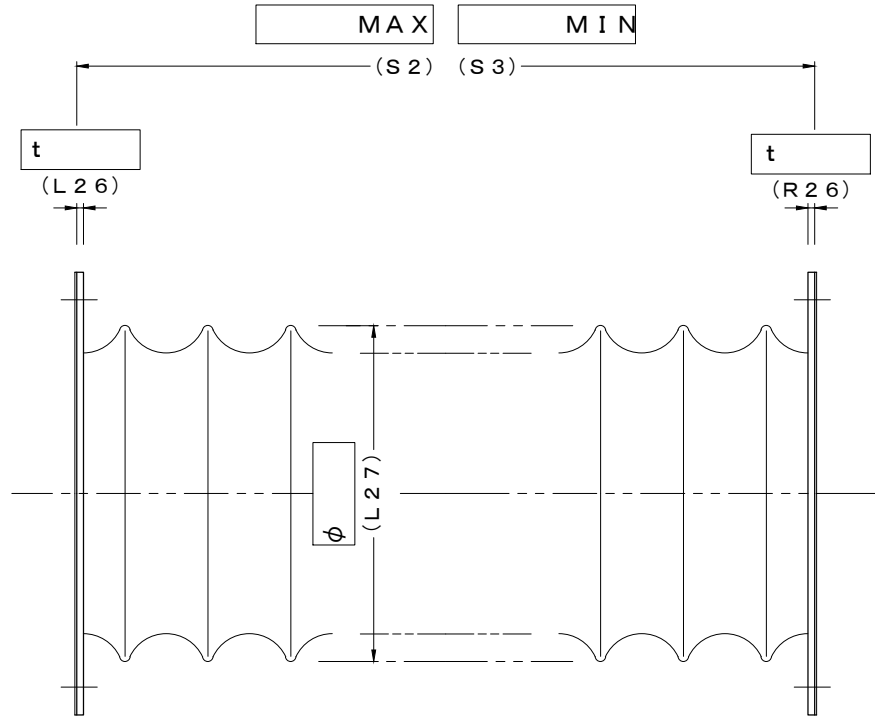 MAX MIN
(S2) (S3)
t t
(L26) (R26)
φ
(L27)